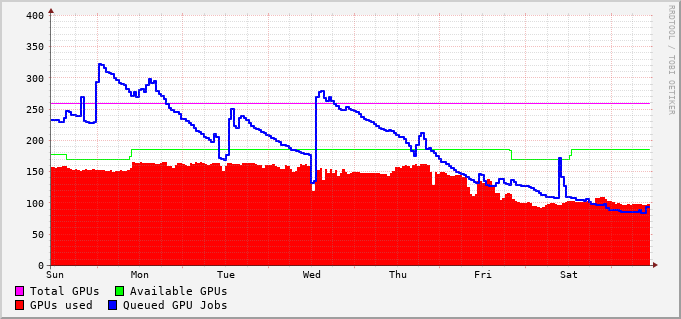 RRDTOOL / TOBI OETIKER
400
350
300
250
200
150
100
50
0
Sun Mon Tue Wed Thu Fri Sat
Total GPUs Available GPUs
GPUs used Queued GPU Jobs